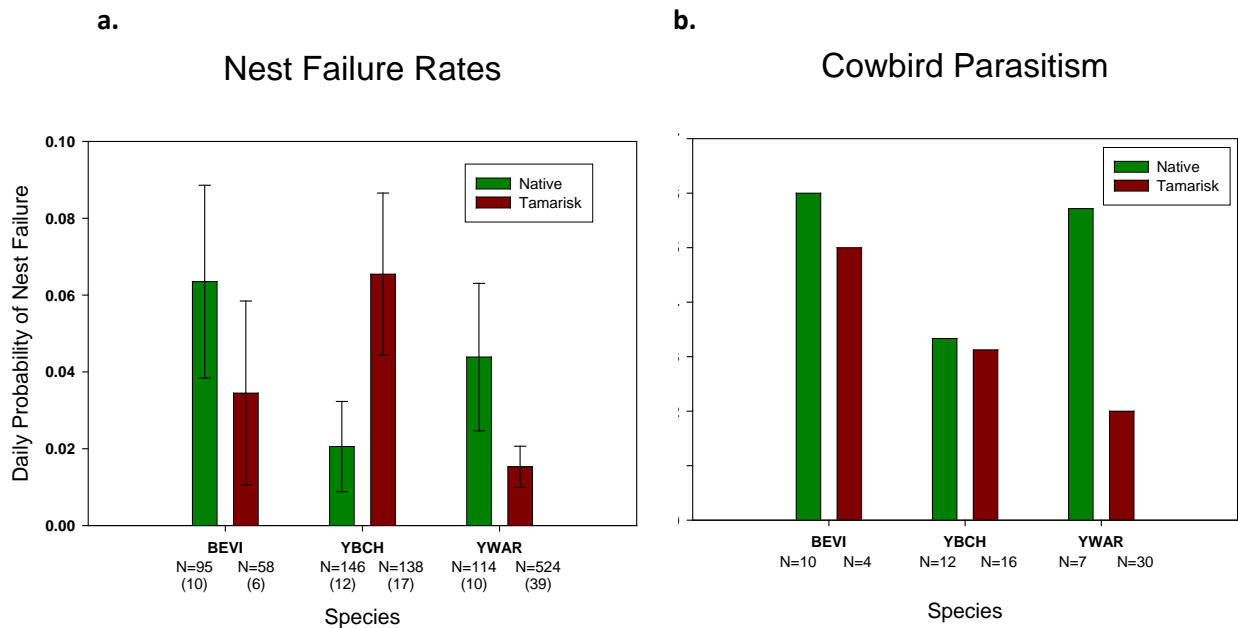 a.
Nest Failure Rates
0.10
0.08
0.06
0.04
0.02
0.00
Daily Probability of Nest Failure
Native
Tamarisk
BEVI YBCH YWAR
N=95 N=58 N=146 N=138 N=114 N=524
(10) (6) (12) (17) (10) (39)
Species
b.
Cowbird Parasitism
Native
Tamarisk
BEVI YBCH YWAR
N=10 N=4 N=12 N=16 N=7 N=30
Species